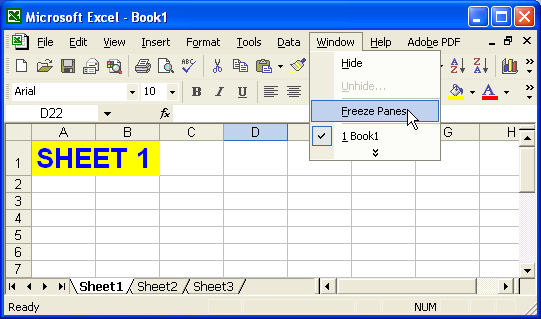 Microsoft Excel - Book1
File Edit View Insert Format Tools Data Window Help Adobe PDF
Hide
Unhide...
Arial 10 B I U
Freeze Panes
D22 fx
1 Book1
A B C D G H
1 SHEET 1
2
3
4
5
6
7
Sheet1 Sheet2 Sheet3
Ready NUM